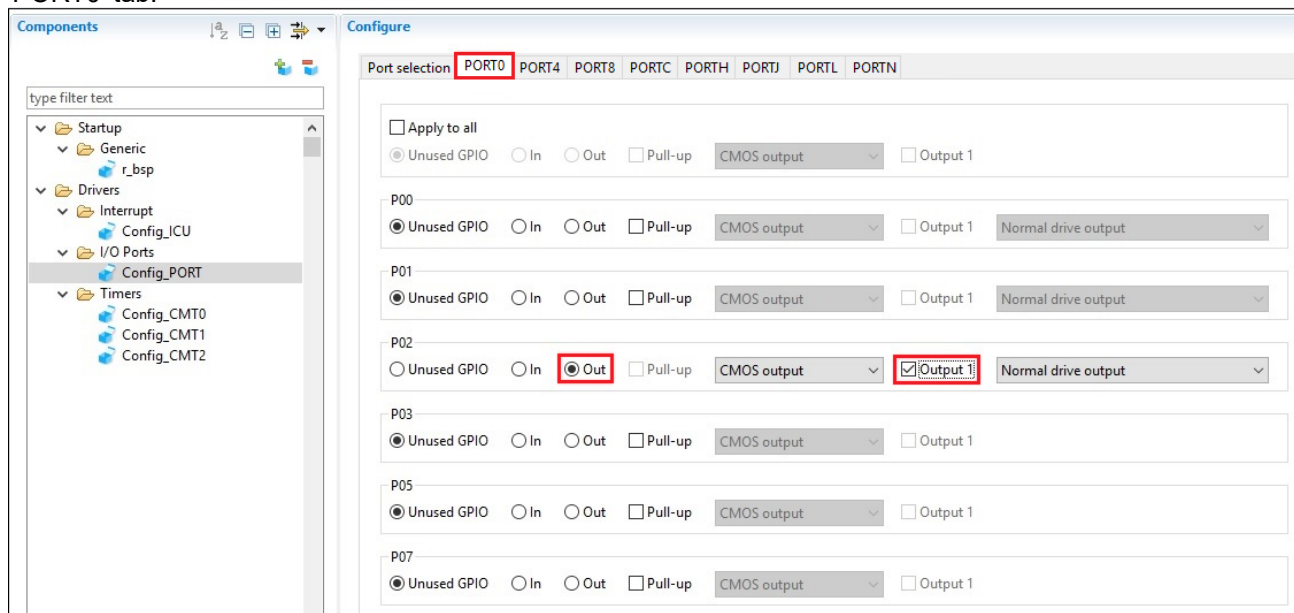 PORT0 tab.
Components
Configure
Port selection PORT0 PORT4 PORT8 PORTC PORTH PORTJ PORTL PORTN
type filter text
Startup
Generic
r_bsp
Drivers
Interrupt
Config_ICU
I/O Ports
Config_PORT
Timers
Config_CMT0
Config_CMT1
Config_CMT2
Apply to all
Unused GPIO In Out Pull-up CMOS output Output 1
P00
Unused GPIO In Out Pull-up CMOS output Output 1 Normal drive output
P01
Unused GPIO In Out Pull-up CMOS output Output 1 Normal drive output
P02
Unused GPIO In Out Pull-up CMOS output Output 1 Normal drive output
P03
Unused GPIO In Out Pull-up CMOS output Output 1
P05
Unused GPIO In Out Pull-up CMOS output Output 1
P07
Unused GPIO In Out Pull-up CMOS output Output 1